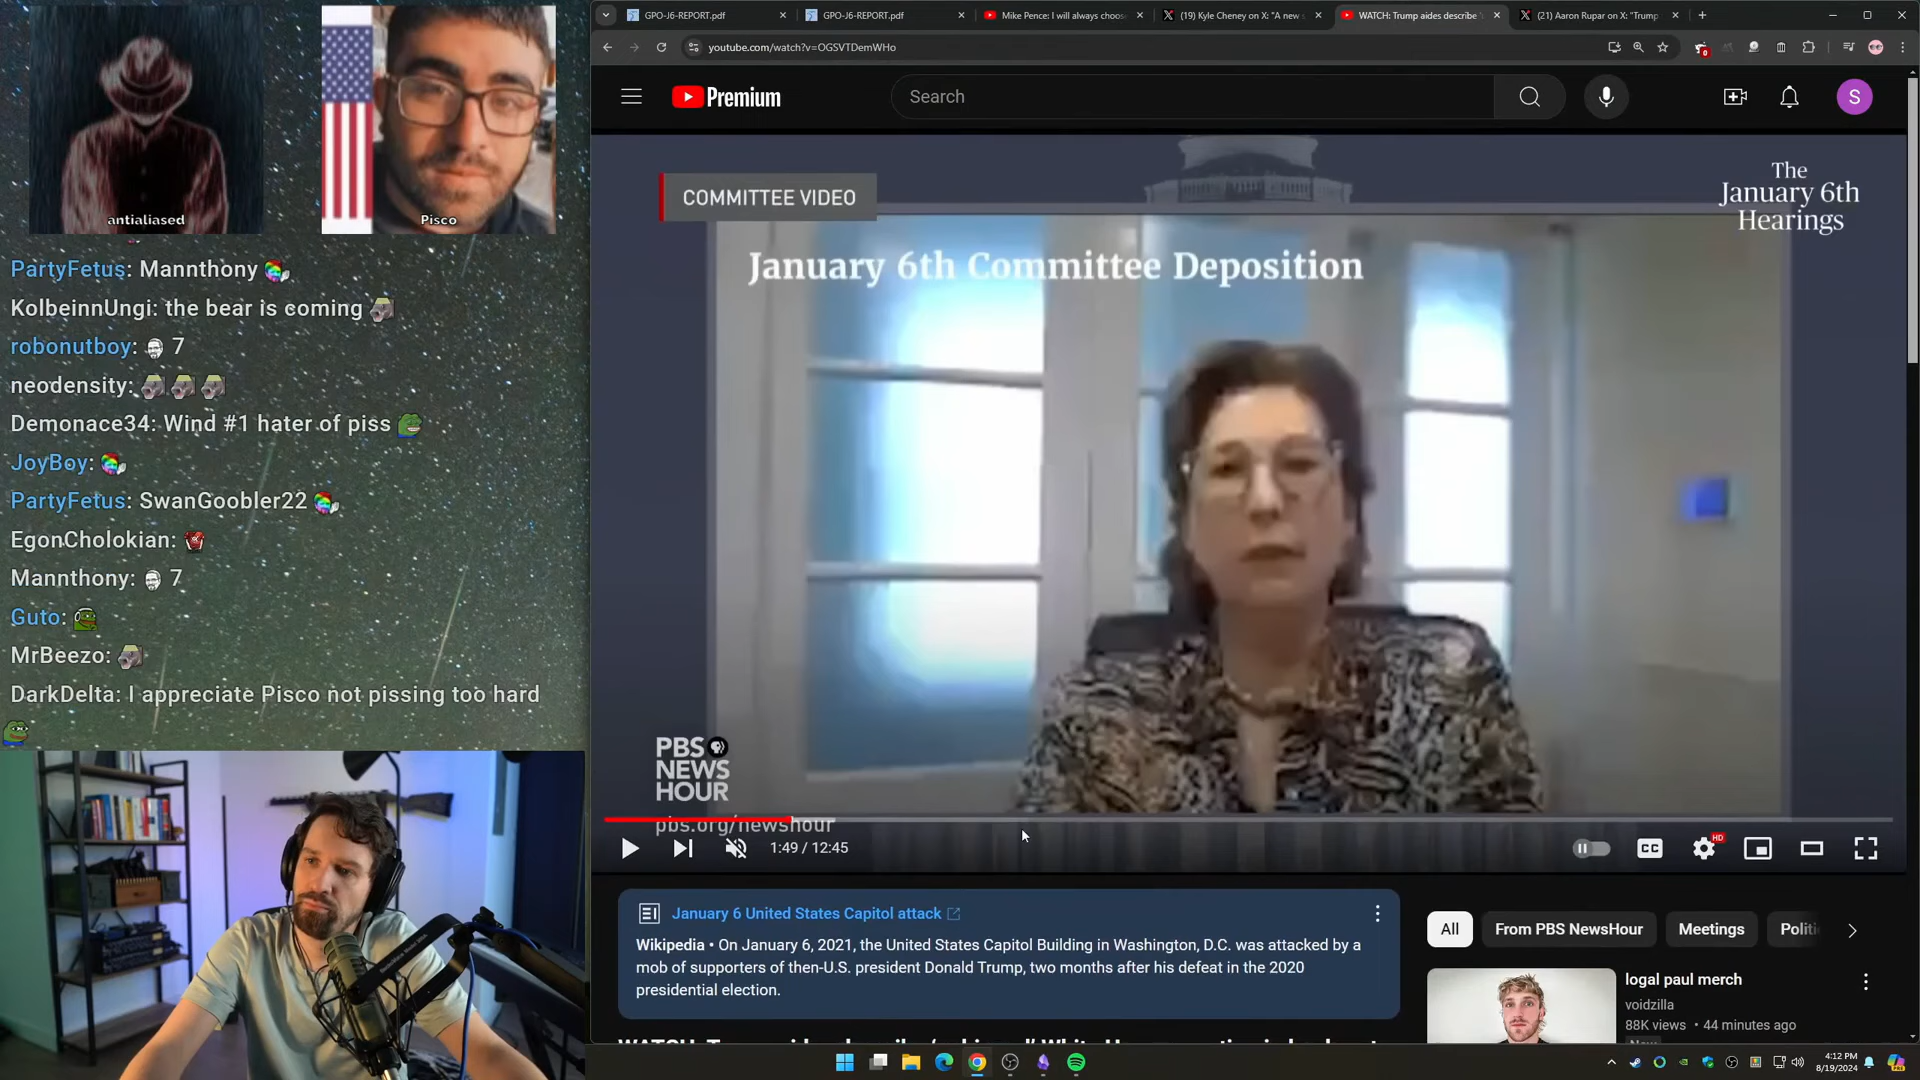 antialiased
Pisco
PartyFetus: Mannthony
KolbeinnUngi: the bear is coming
robonutboy: 7
neodensity:
Demonace34: Wind #1 hater of piss
JoyBoy:
PartyFetus: SwanGoobler22
EgonCholokian:
Mannthony: 7
Guto:
MrBeezo:
DarkDelta: I appreciate Pisco not pissing too hard
GPO-J6-REPORT.pdf
GPO-J6-REPORT.pdf
Mike Pence: I will always choos
(19) Kyle Cheney on X: "A new s
WATCH: Trump aides describe '
(21) Aaron Rupar on X: "Trump
youtube.com/watch?v=OGSVTDemWHo
0
Premium
Search
S
COMMITTEE VIDEO
The
January 6th
Hearings
January 6th Committee Deposition
PBS
NEWS
HOUR
pbs.org/newshour
1:49 / 12:45
CC
HD
January 6 United States Capitol attack
Wikipedia • On January 6, 2021, the United States Capitol Building in Washington, D.C. was attacked by a
mob of supporters of then-U.S. president Donald Trump, two months after his defeat in the 2020
presidential election.
All
From PBS NewsHour
Meetings
Politi
logal paul merch
voidzilla
88K views • 44 minutes ago
New
4:12 PM
8/19/2024